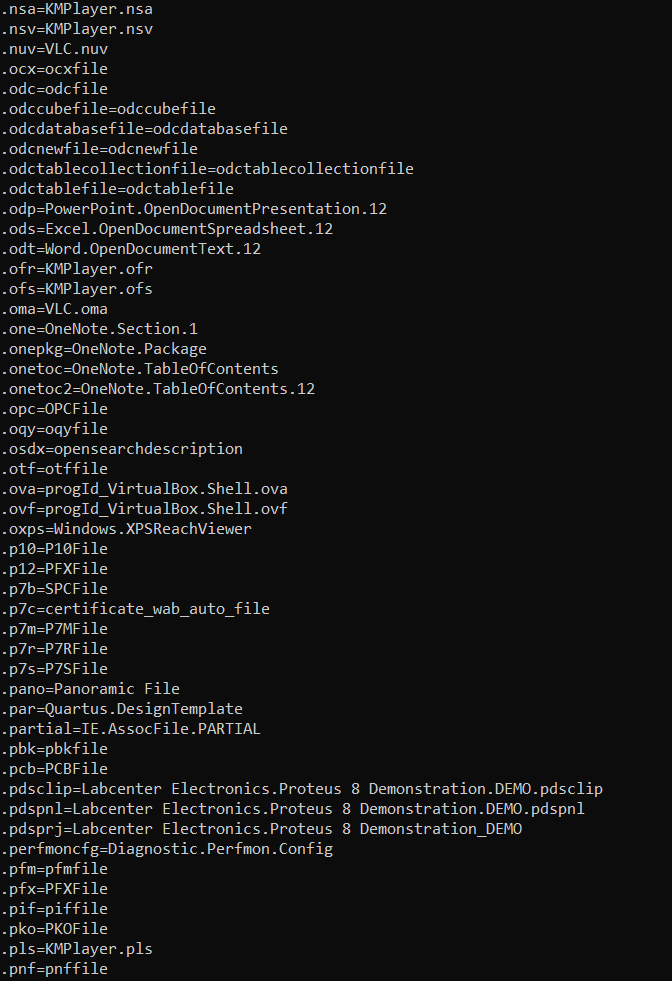 .nsa=KMPlayer.nsa
.nsv=KMPlayer.nsv
.nuv=VLC.nuv
.ocx=ocxfile
.odc=odcfile
.odccubefile=odccubefile
.odcdatabasefile=odcdatabasefile
.odcnewfile=odcnewfile
.odctablecollectionfile=odctablecollectionfile
.odctablefile=odctablefile
.odp=PowerPoint.OpenDocumentPresentation.12
.ods=Excel.OpenDocumentSpreadsheet.12
.odt=Word.OpenDocumentText.12
.ofr=KMPlayer.ofr
.ofs=KMPlayer.ofs
.oma=VLC.oma
.one=OneNote.Section.1
.onepkg=OneNote.Package
.onetoc=OneNote.TableOfContents
.onetoc2=OneNote.TableOfContents.12
.opc=OPCFile
.oqy=oqyfile
.osdx=opensearchdescription
.otf=otffile
.ova=progId_VirtualBox.Shell.ova
.ovf=progId_VirtualBox.Shell.ovf
.oxps=Windows.XPSReachViewer
.p10=P10File
.p12=PFXFile
.p7b=SPCFile
.p7c=certificate_wab_auto_file
.p7m=P7MFile
.p7r=P7RFile
.p7s=P7SFile
.pano=Panoramic File
.par=Quartus.DesignTemplate
.partial=IE.AssocFile.PARTIAL
.pbk=pbkfile
.pcb=PCBFile
.pdsclip=Labcenter Electronics.Proteus 8 Demonstration.DEMO.pdsclip
.pdspnl=Labcenter Electronics.Proteus 8 Demonstration.DEMO.pdspnl
.pdsprj=Labcenter Electronics.Proteus 8 Demonstration_DEMO
.perfmoncfg=Diagnostic.Perfmon.Config
.pfm=pfmfile
.pfx=PFXFile
.pif=piffile
.pko=PKOFile
.pls=KMPlayer.pls
.pnf=pnffile